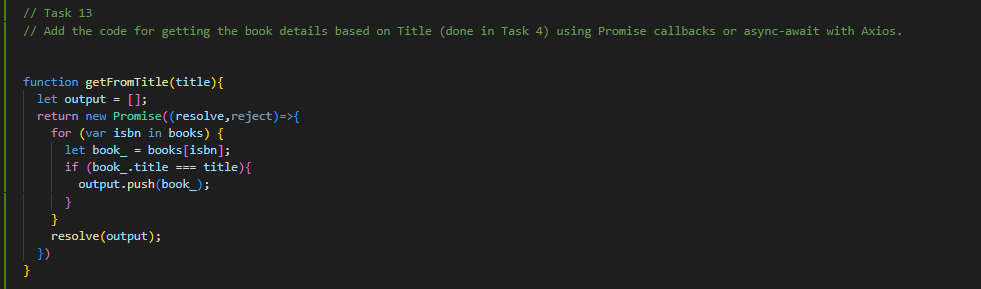 // Task 13
// Add the code for getting the book details based on Title (done in Task 4) using Promise callbacks or async-await with Axios.
function getFromTitle(title){
let output = [];
return new Promise((resolve,reject)=>{
for (var isbn in books) {
let book_ = books[isbn];
if (book_.title === title){
output.push(book_);
}
}
resolve(output);
})
}